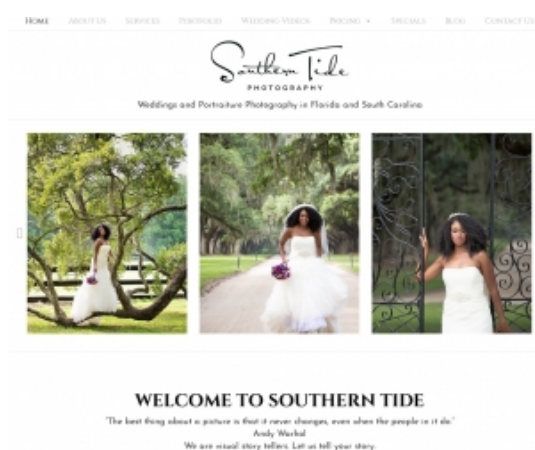 Home About Us Services Portfolio Wedding Videos Pricing Specials Blog Contact Us
Southern Tide
PHOTOGRAPHY
Weddings and Portraiture Photography in Florida and South Carolina
WELCOME TO SOUTHERN TIDE
"The best thing about a picture is that it never changes, even when the people in it do."
Andy Warhol
We are visual story tellers. Let us tell your story.